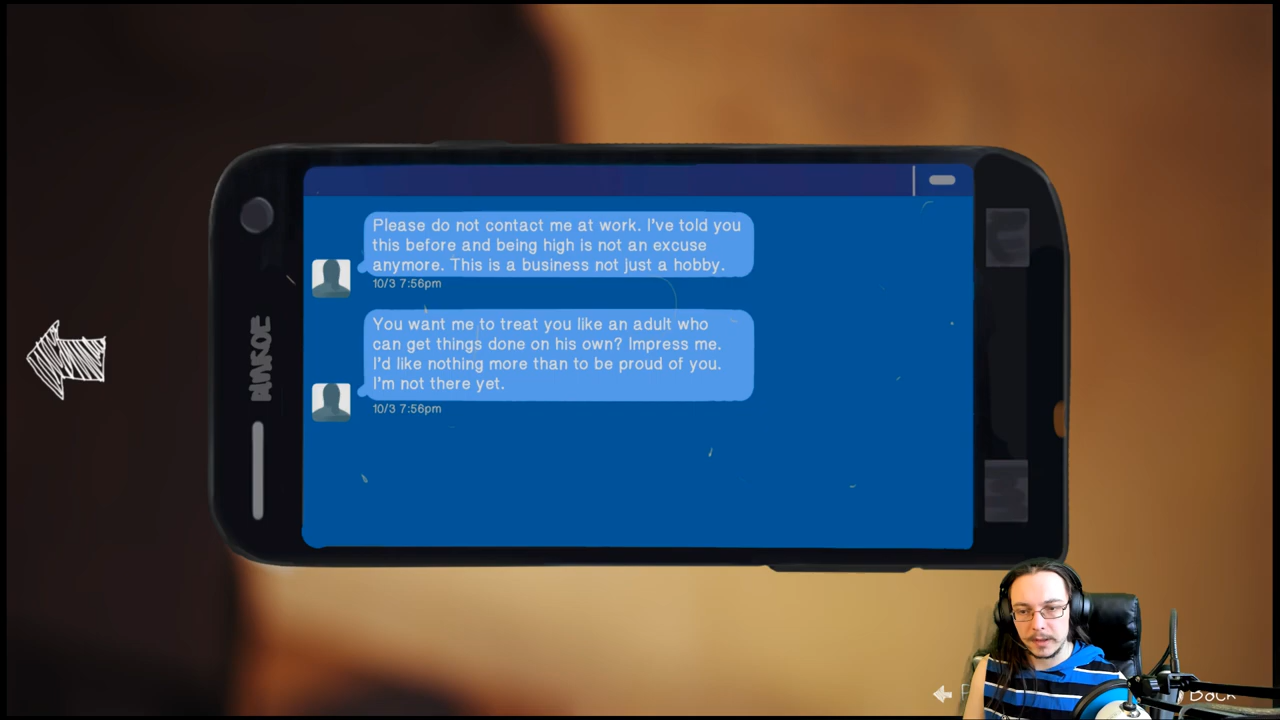 Please do not contact me at work. I've told you
this before and being high is not an excuse
anymore. This is a business not just a hobby.
10/3 7:56pm
You want me to treat you like an adult who
can get things done on his own? Impress me.
I'd like nothing more than to be proud of you.
I'm not there yet.
10/3 7:56pm
Back